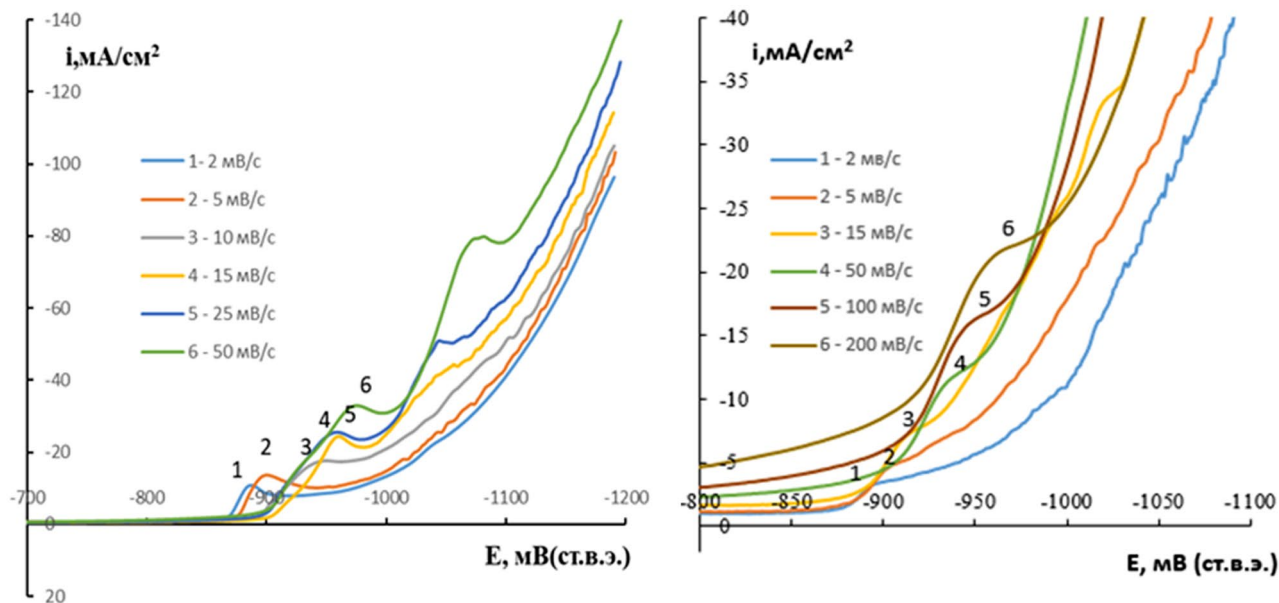 -140
i,мА/см²
-120
-100
-80
-60
-40
-20
0
20
1- 2 мВ/с
2 - 5 мВ/с
3 - 10 мВ/с
4 - 15 мВ/с
5 - 25 мВ/с
6 - 50 мВ/с
1
2
3
4
5
6
-700
-800
-900
-1000
-1100
-1200
E, мВ(ст.в.э.)
-40
i,мА/см²
-35
-30
-25
-20
-15
-10
-5
0
1 - 2 мв/с
2 - 5 мВ/с
3 - 15 мВ/с
4 - 50 мВ/с
5 - 100 мВ/с
6 - 200 мВ/с
1
2
3
4
5
6
-800
-850
-900
-950
-1000
-1050
-1100
E, мВ (ст.в.э.)